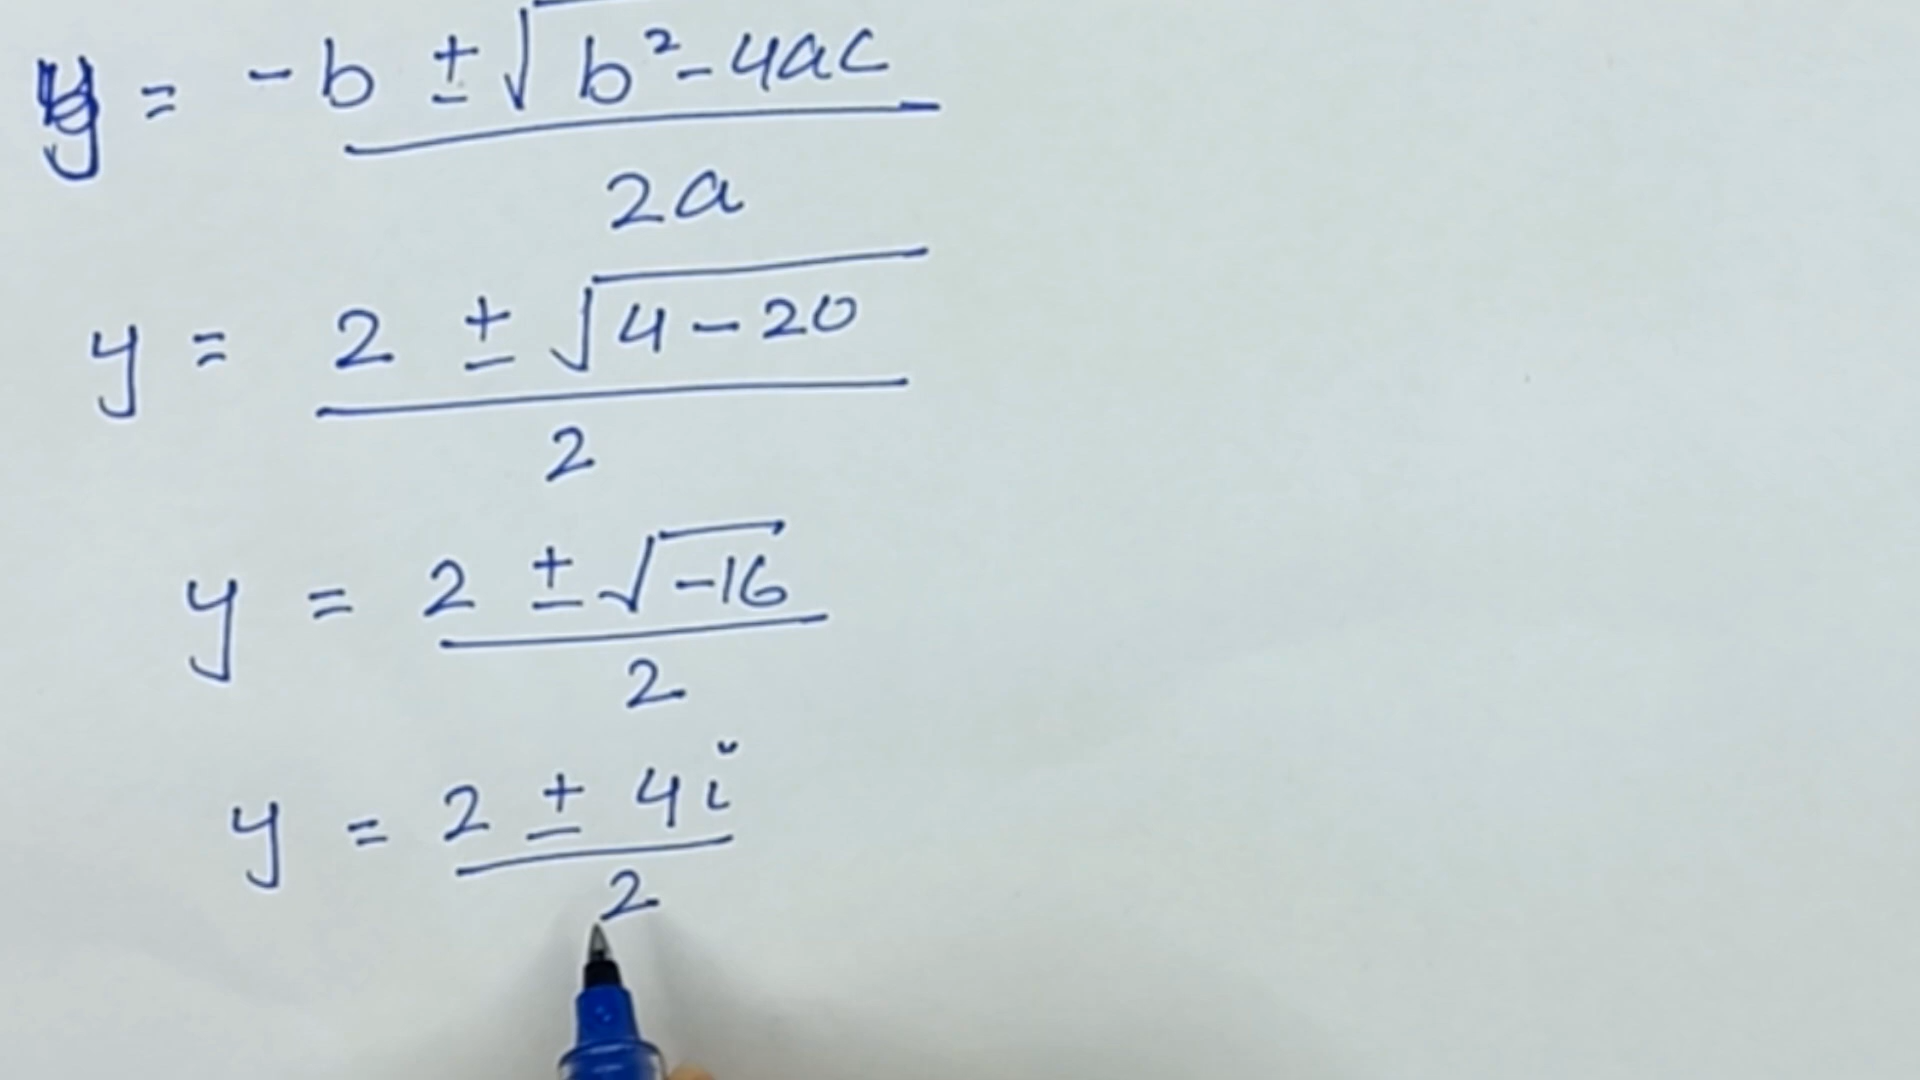 y = -b ± √b²-4ac
2a
y = 2 ± √4-20
2
y = 2 ± √-16
2
y = 2 ± 4i
2